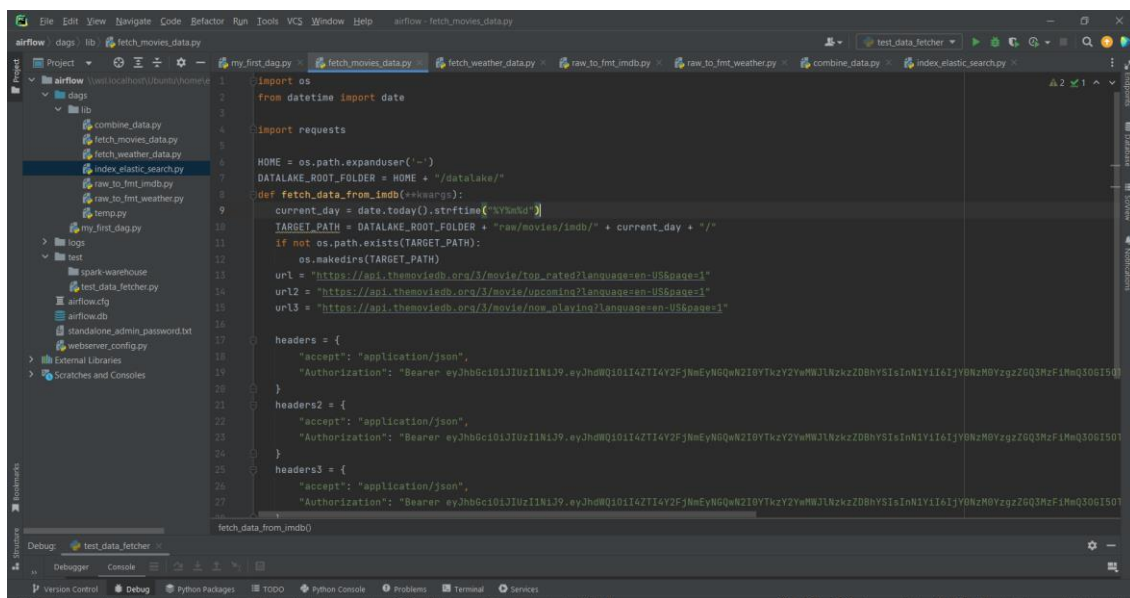 File Edit View Navigate Code Refactor Run Tools VCS Window Help airflow - fetch_movies_data.py
airflow dags lib fetch_movies_data.py
test_data_fetcher
Project
my_first_dag.py fetch_movies_data.py fetch_weather_data.py raw_to_fmt_imdb.py raw_to_fmt_weather.py combine_data.py index_elastic_search.py
airflow
dags
lib
combine_data.py
fetch_movies_data.py
fetch_weather_data.py
index_elastic_search.py
raw_to_fmt_imdb.py
raw_to_fmt_weather.py
temp.py
my_first_dag.py
logs
test
spark-warehouse
test_data_fetcher.py
airflow.cfg
airflow.db
standalone_admin_password.txt
webserver_config.py
External Libraries
Scratches and Consoles
1 import os
2 from datetime import date
3
4 import requests
5
6 HOME = os.path.expanduser('~')
7 DATALAKE_ROOT_FOLDER = HOME + "/datalake/"
8 def fetch_data_from_imdb(**kwargs):
9 current_day = date.today().strftime("%Y%m%d")
10 TARGET_PATH = DATALAKE_ROOT_FOLDER + "raw/movies/imdb/" + current_day + "/"
11 if not os.path.exists(TARGET_PATH):
12 os.makedirs(TARGET_PATH)
13 url = "https://api.themoviedb.org/3/movie/top_rated?language=en-US&page=1"
14 url2 = "https://api.themoviedb.org/3/movie/upcoming?language=en-US&page=1"
15 url3 = "https://api.themoviedb.org/3/movie/now_playing?language=en-US&page=1"
16
17 headers = {
18 "accept": "application/json",
19 "Authorization": "Bearer
20 }
21 headers2 = {
22 "accept": "application/json",
23 "Authorization": "Bearer
24 }
25 headers3 = {
26 "accept": "application/json",
27 "Authorization": "Bearer
2 1
Endpoints
Database
SciView
Notifications
Project
Bookmarks
Structure
fetch_data_from_imdb()
Debug: test_data_fetcher
Debugger Console
Version Control Debug Python Packages TODO Python Console Problems Terminal Services